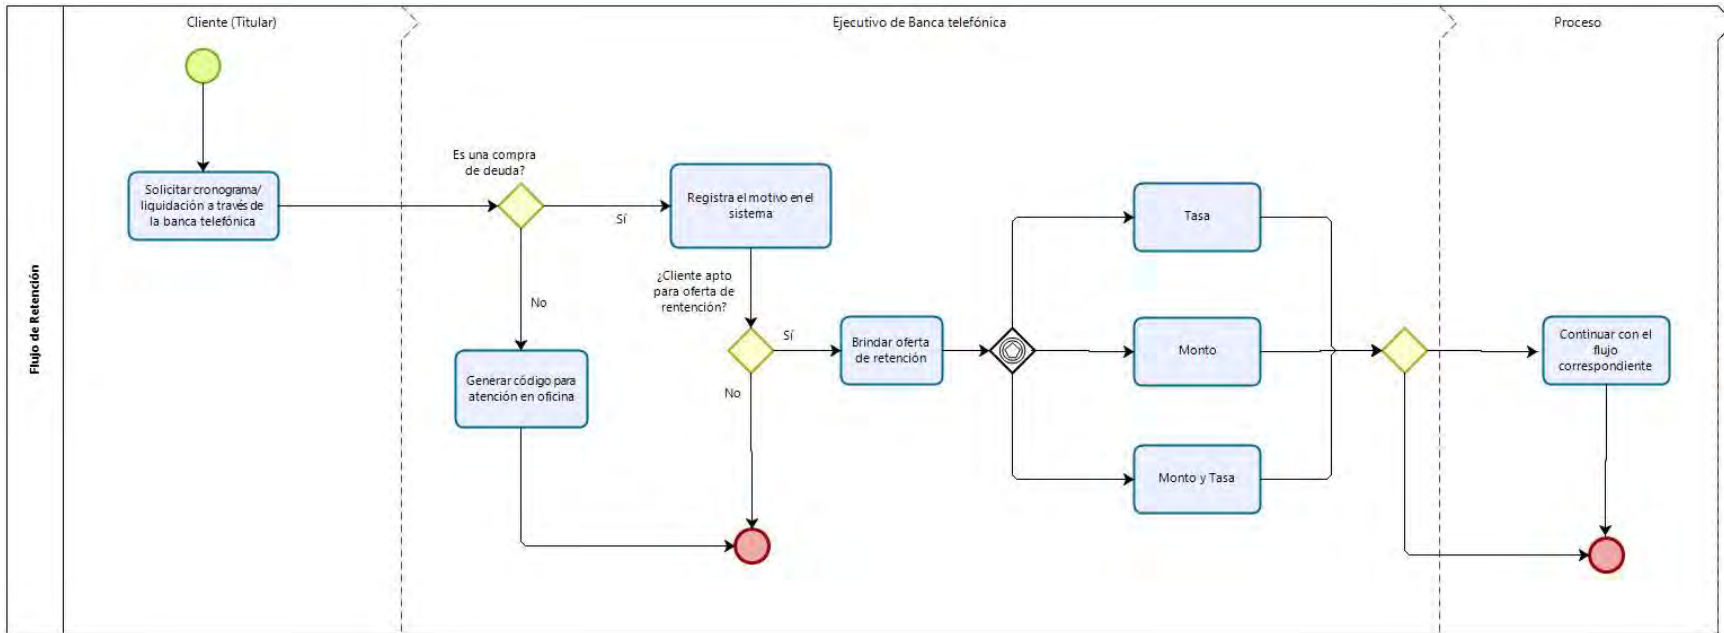 Cliente (Titular)
Ejecutivo de Banca telefónica
Proceso
Flujo de Retención
Solicitar cronograma/
liquidación a través de
la banca telefónica
Es una compra
de deuda?
Sí
No
Generar código para
atención en oficina
Registra el motivo en el
sistema
¿Cliente apto
para oferta de
rentención?
Sí
No
Brindar oferta
de retención
Tasa
Monto
Monto y Tasa
Continuar con el
flujo
correspondiente